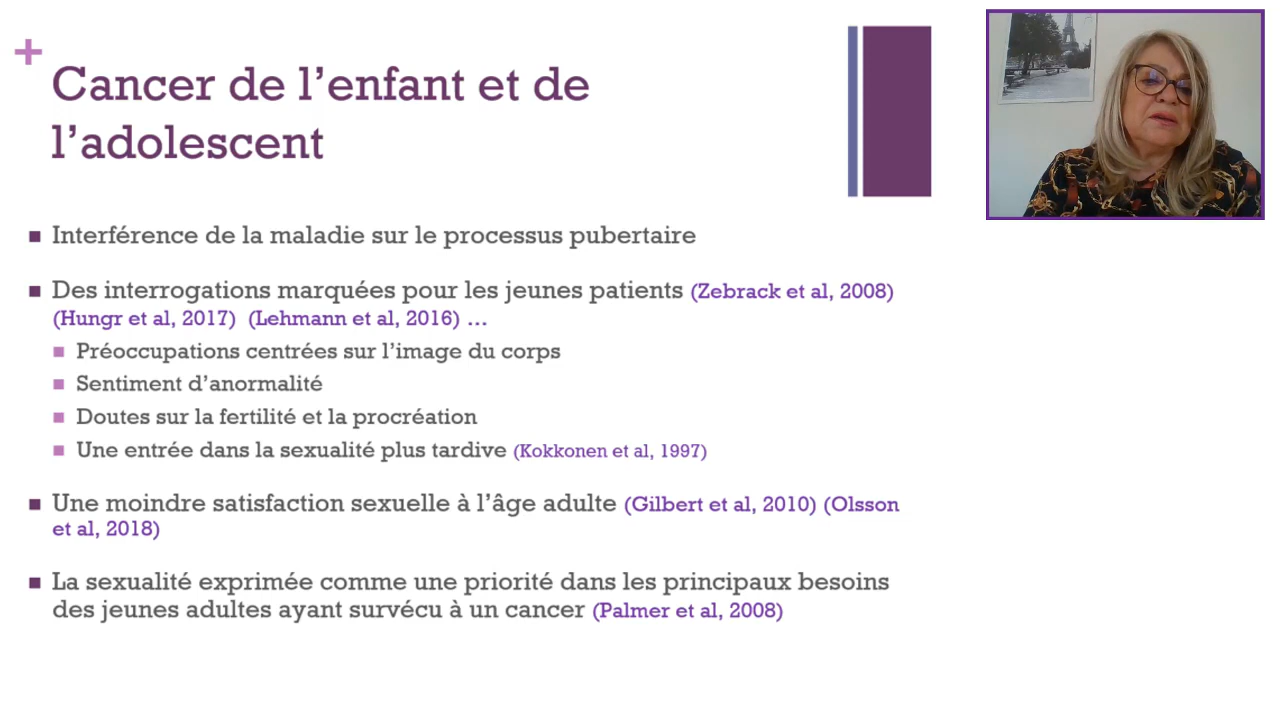 +
Cancer de l’enfant et de
l’adolescent
Interférence de la maladie sur le processus pubertaire
Des interrogations marquées pour les jeunes patients (Zebrack et al, 2008)
(Hungr et al, 2017) (Lehmann et al, 2016) …
Préoccupations centrées sur l’image du corps
Sentiment d’anormalité
Doutes sur la fertilité et la procréation
Une entrée dans la sexualité plus tardive (Kokkonen et al, 1997)
Une moindre satisfaction sexuelle à l’âge adulte (Gilbert et al, 2010) (Olsson
et al, 2018)
La sexualité exprimée comme une priorité dans les principaux besoins
des jeunes adultes ayant survécu à un cancer (Palmer et al, 2008)